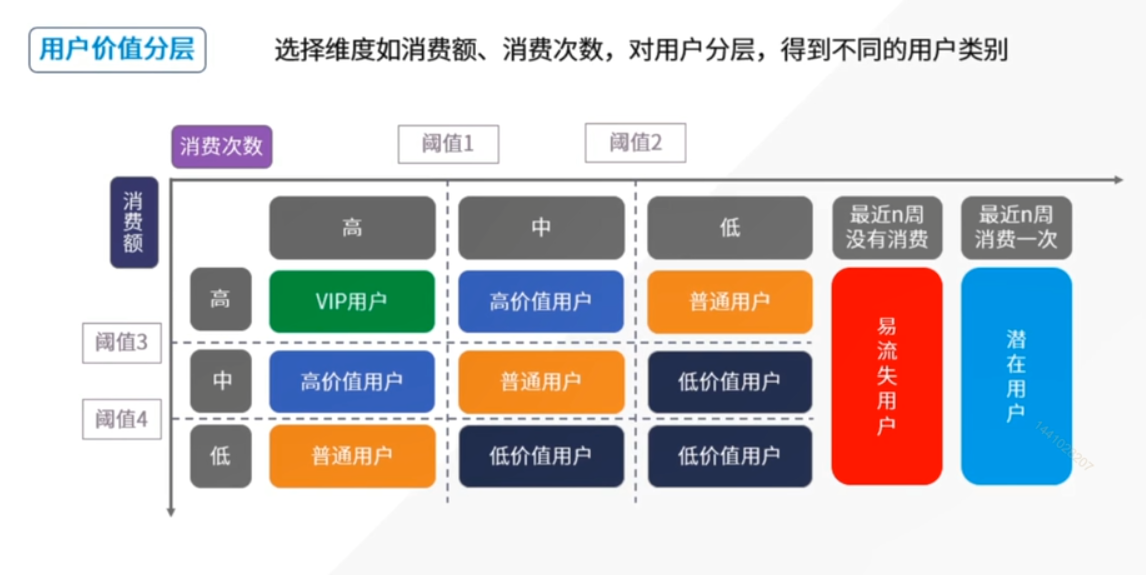 用户价值分层
选择维度如消费额、消费次数，对用户分层，得到不同的用户类别
消费次数
阈值1
阈值2
消费额
高
中
低
最近n周
没有消费
最近n周
消费一次
高
VIP用户
高价值用户
普通用户
易流失用户
潜在用户
阈值3
中
高价值用户
普通用户
低价值用户
阈值4
低
普通用户
低价值用户
低价值用户